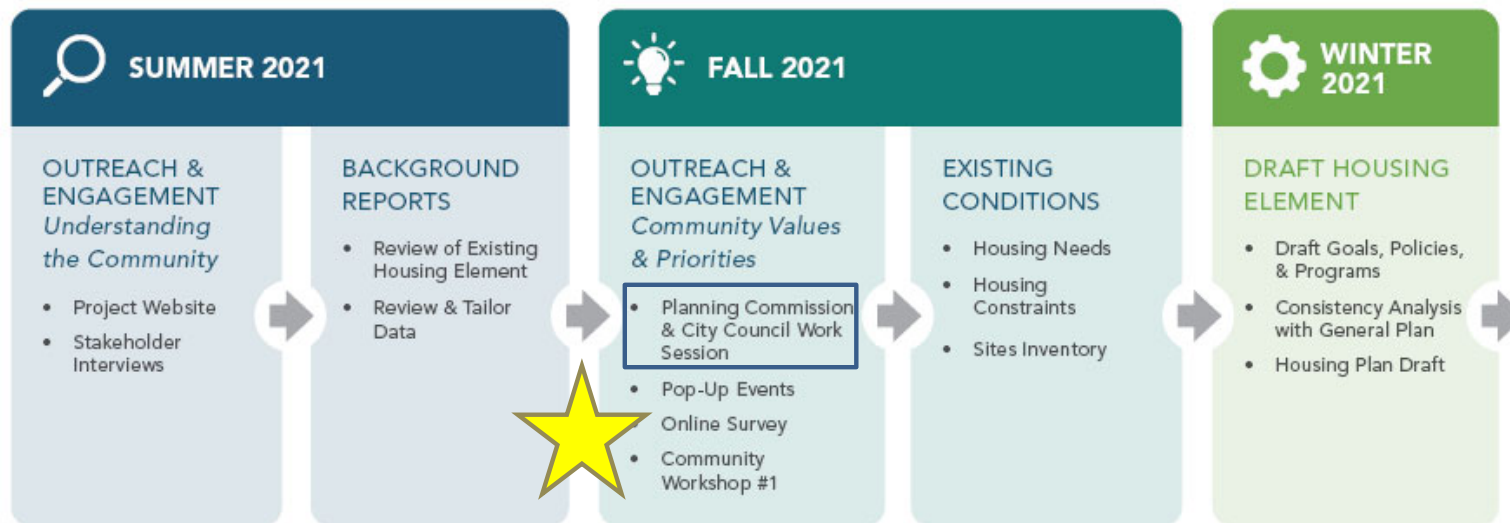 SUMMER 2021
OUTREACH &
ENGAGEMENT
Understanding
the Community
• Project Website
• Stakeholder
Interviews
BACKGROUND
REPORTS
• Review of Existing
Housing Element
• Review & Tailor
Data
FALL 2021
OUTREACH &
ENGAGEMENT
Community Values
& Priorities
• Planning Commission
& City Council Work
Session
• Pop-Up Events
• Online Survey
• Community
Workshop #1
EXISTING
CONDITIONS
• Housing Needs
• Housing
Constraints
• Sites Inventory
WINTER
2021
DRAFT HOUSING
ELEMENT
• Draft Goals, Policies,
& Programs
• Consistency Analysis
with General Plan
• Housing Plan Draft